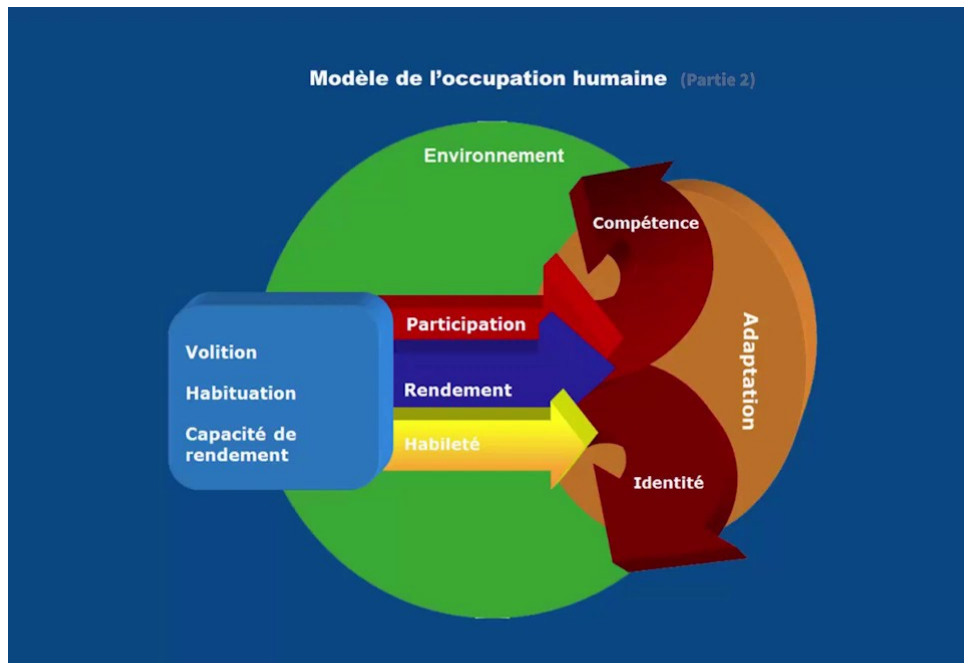 Modèle de l'occupation humaine (Partie 2)
Environnement
Compétence
Participation
Adaptation
Volition
Habituation
Rendement
Capacité de
rendement
Habileté
Identité